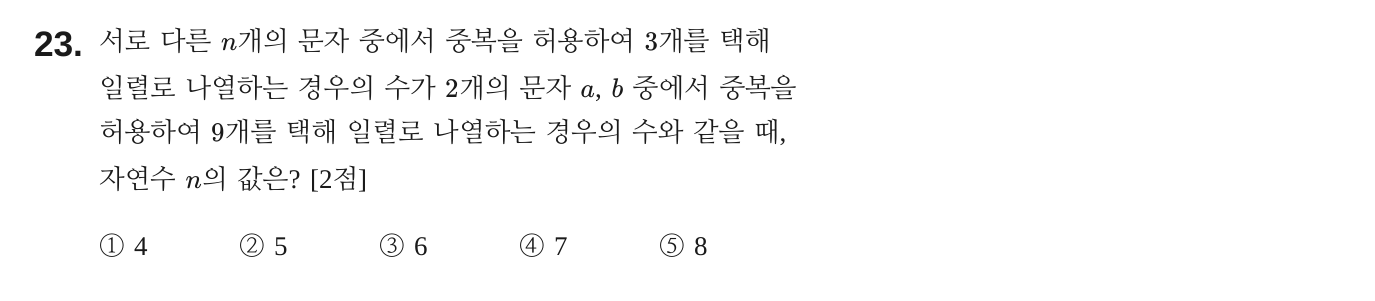 23. 서로 다른 n개의 문자 중에서 중복을 허용하여 3개를 택해
일렬로 나열하는 경우의 수가 2개의 문자 a, b 중에서 중복을
허용하여 9개를 택해 일렬로 나열하는 경우의 수와 같을 때,
자연수 n의 값은? [2점]
① 4 ② 5 ③ 6 ④ 7 ⑤ 8